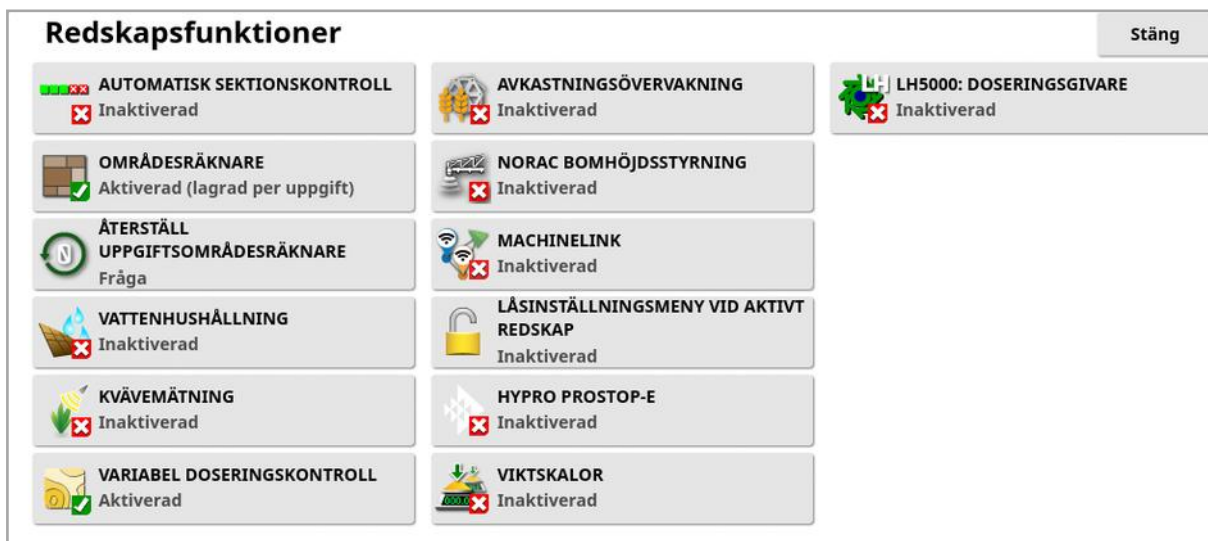 Redskapsfunktioner
Stäng
AUTOMATISK SEKTIONSKONTROLL
Inaktiverad
OMRÅDESRÄKNARE
Aktiverad (lagrad per uppgift)
ÅTERSTÄLL
UPPGIFTSOMRÅDESRÄKNARE
Fråga
VATTENHUSHÅLLNING
Inaktiverad
KVÄVEMÄTNING
Inaktiverad
VARIABEL DOSERINGSKONTROLL
Aktiverad
AVKASTNINGSÖVERVAKNING
Inaktiverad
NORAC BOMHÖJDSSTYRNING
Inaktiverad
MACHINELINK
Inaktiverad
LÅSINSTÄLLNINGSMENY VID AKTIVT
REDSKAP
Inaktiverad
HYPRO PROSTOP-E
Inaktiverad
VIKTSKALOR
Inaktiverad
LH
LH5000: DOSERINGSGIVARE
Inaktiverad